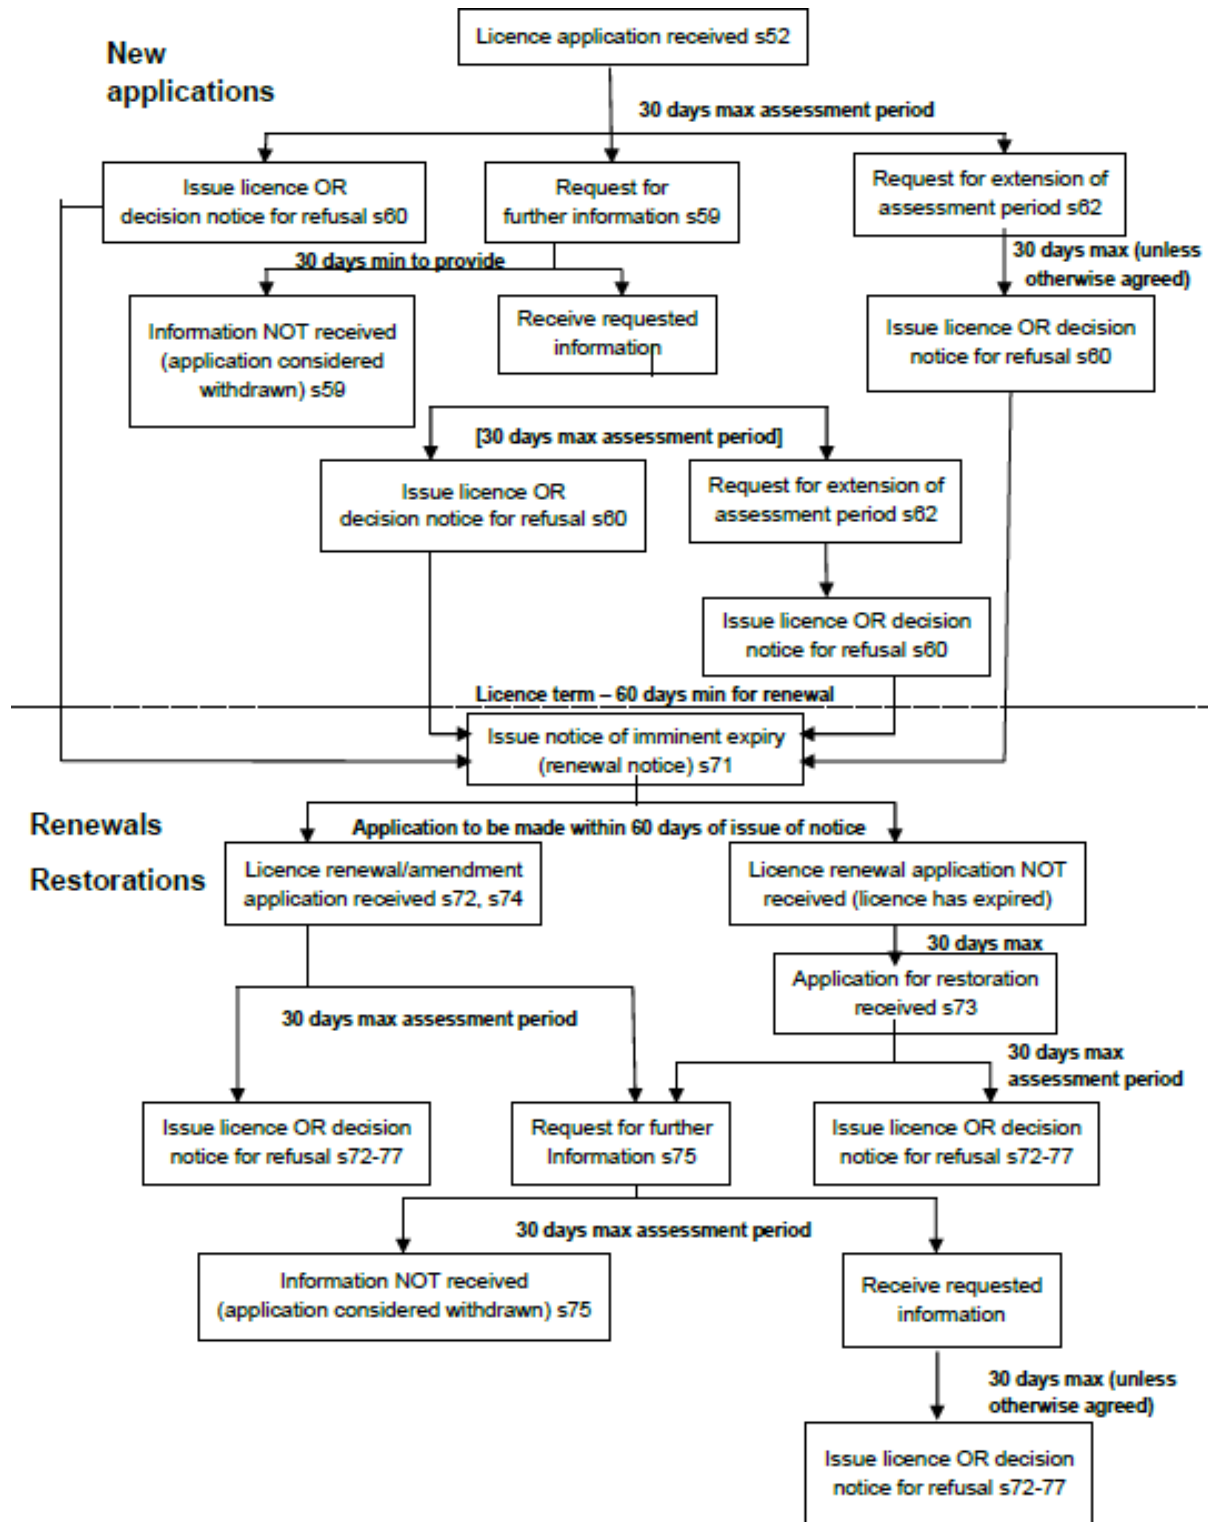 New
applications
Licence application received s52
30 days max assessment period
Issue licence OR
decision notice for refusal s60
Request for
further information s59
Request for extension of
assessment period s62
30 days min to provide
30 days max (unless
otherwise agreed)
Information NOT received
(application considered
withdrawn) s59
Receive requested
information
Issue licence OR decision
notice for refusal s60
[30 days max assessment period]
Issue licence OR
decision notice for refusal s60
Request for extension of
assessment period s62
Issue licence OR decision
notice for refusal s60
Licence term – 60 days min for renewal
Issue notice of imminent expiry
(renewal notice) s71
Renewals
Restorations
Application to be made within 60 days of issue of notice
Licence renewal/amendment
application received s72, s74
Licence renewal application NOT
received (licence has expired)
30 days max
Application for restoration
received s73
30 days max assessment period
30 days max
assessment period
Issue licence OR decision
notice for refusal s72-77
Request for further
Information s75
Issue licence OR decision
notice for refusal s72-77
30 days max assessment period
Information NOT received
(application considered withdrawn) s75
Receive requested
information
30 days max (unless
otherwise agreed)
Issue licence OR decision
notice for refusal s72-77